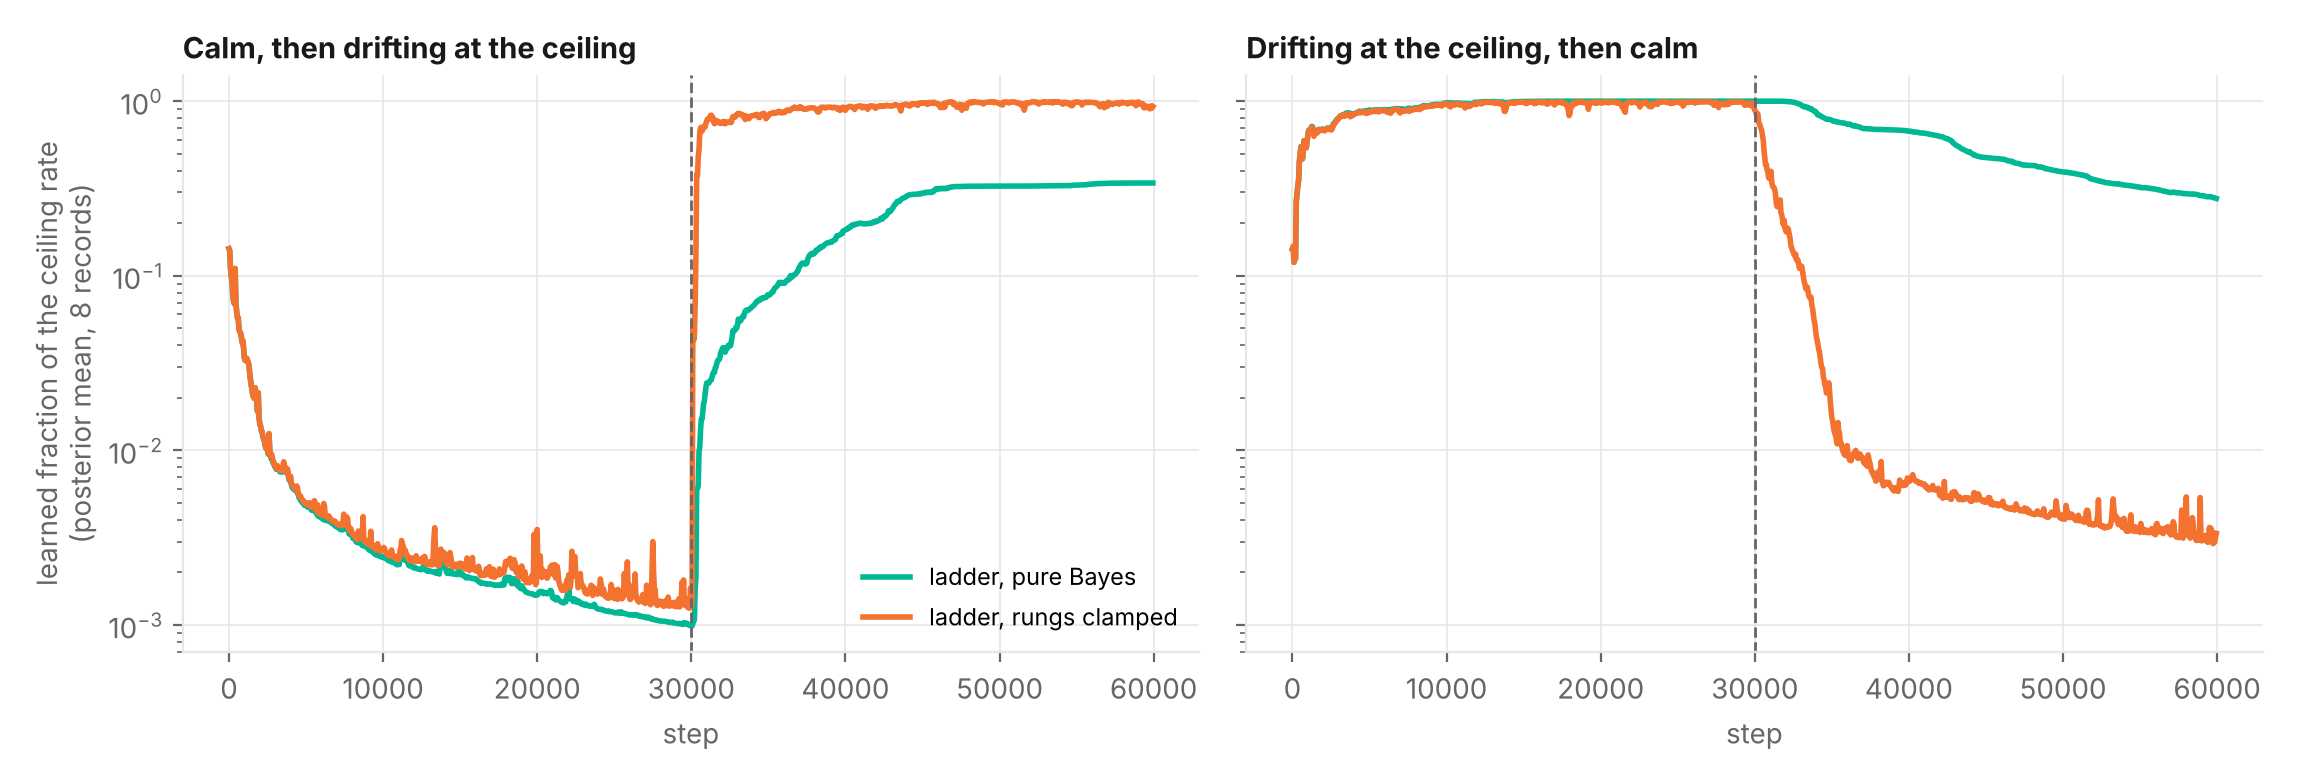 Calm, then drifting at the ceiling
Drifting at the ceiling, then calm
learned fraction of the ceiling rate
(posterior mean, 8 records)
10⁰
10⁻¹
10⁻²
10⁻³
ladder, pure Bayes
ladder, rungs clamped
0 10000 20000 30000 40000 50000 60000
step
0 10000 20000 30000 40000 50000 60000
step